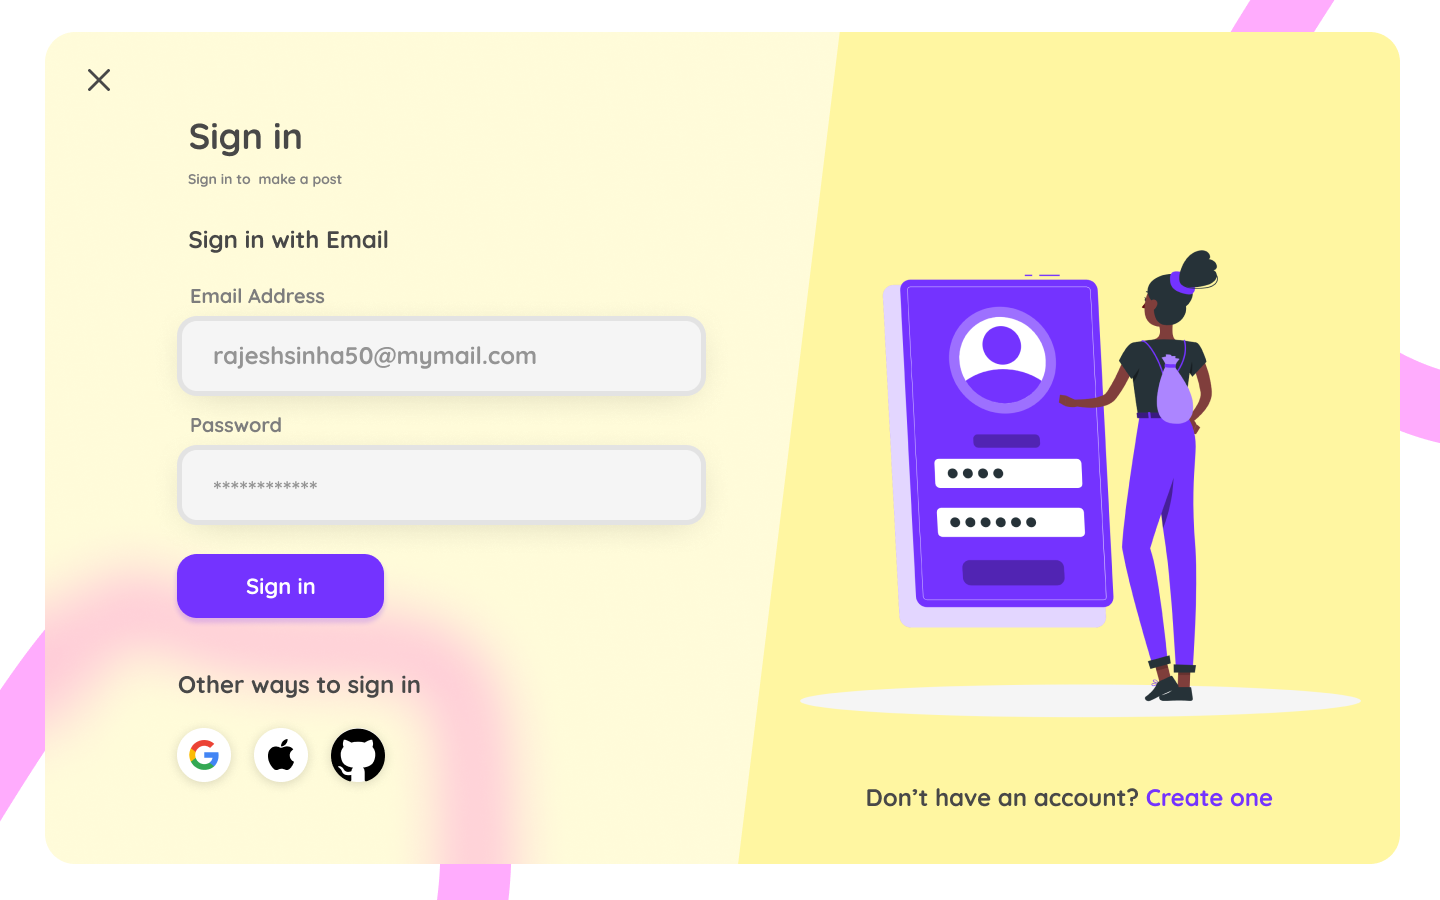 Sign in
Sign in to  make a post
Sign in with Email
Email Address
rajeshsinha50@mymail.com
Password
************
Sign in
Other ways to sign in
Don’t have an account? Create one